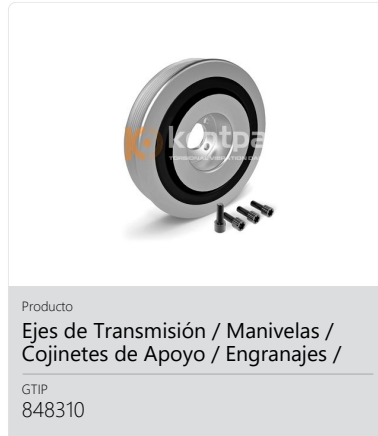 Producto
Ejes de Transmisión / Manivelas /
Cojinetes de Apoyo / Engranajes /
GTIP
848310